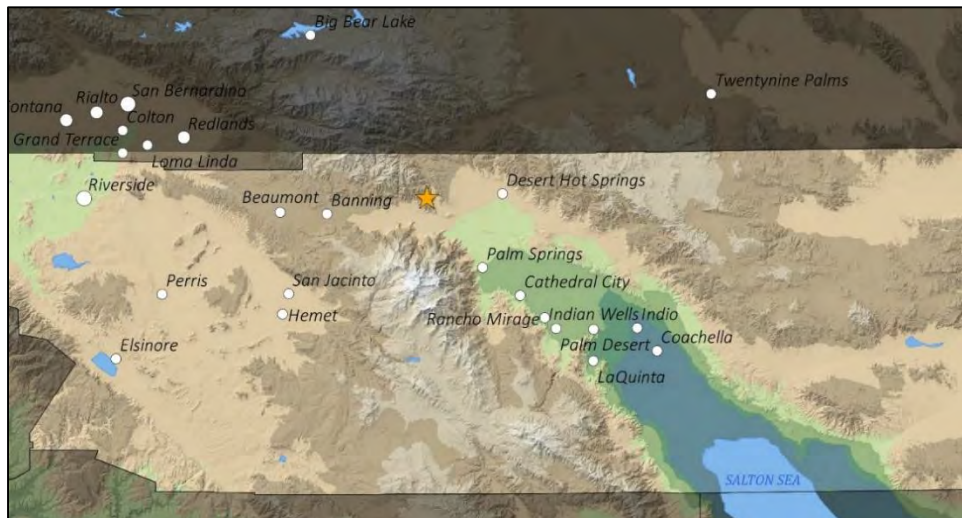 Big Bear Lake
Twentynine Palms
San Bernardino
Rialto
Fontana
Colton
Redlands
Grand Terrace
Loma Linda
Riverside
Desert Hot Springs
Beaumont
Banning
Palm Springs
Perris
San Jacinto
Cathedral City
Hemet
Rancho Mirage
Indian Wells
Indio
Elsinore
Palm Desert
Coachella
LaQuinta
SALTON SEA